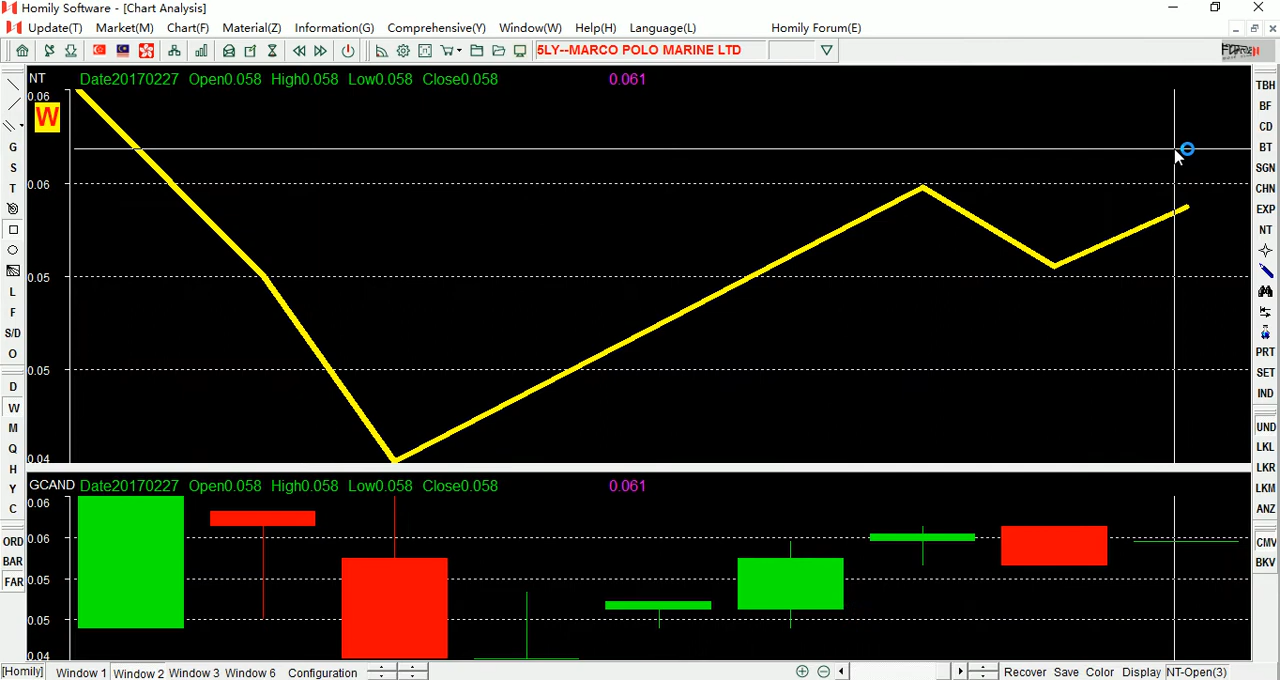 Homily Software - [Chart Analysis]
Update(T) Market(M) Chart(F) Material(Z) Information(G) Comprehensive(Y) Window(W) Help(H) Language(L) Homily Forum(E)
5LY--MARCO POLO MARINE LTD
NT Date20170227 Open0.058 High0.058 Low0.058 Close0.058 0.061
0.06
W
0.06
0.05
0.05
0.04
GCAND Date20170227 Open0.058 High0.058 Low0.058 Close0.058 0.061
0.06
0.06
0.05
0.05
0.04
G
S
T
L
F
S/D
O
D
W
M
Q
H
Y
C
ORD
BAR
FAR
TBH
BF
CD
BT
SGN
CHN
EXP
NT
PRT
SET
IND
UND
LKL
LKR
LKM
ANZ
CMV
BKV
[Homily] Window 1 Window 2 Window 3 Window 6 Configuration Recover Save Color Display NT-Open(3)